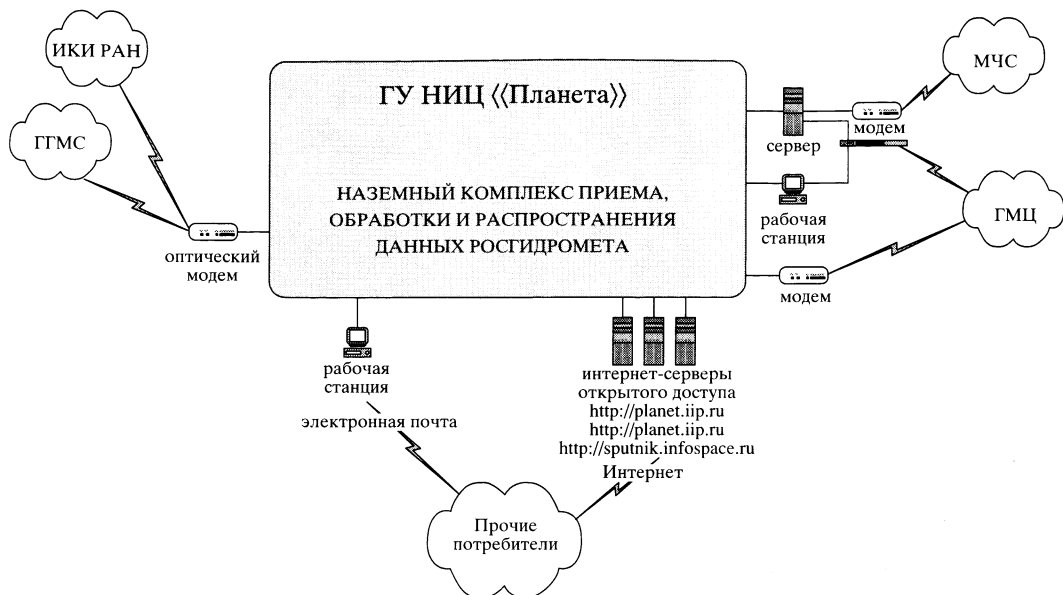 ИКИ РАН
ГГМС
оптический
модем
ГУ НИЦ ⟨⟨Планета⟩⟩
НАЗЕМНЫЙ КОМПЛЕКС ПРИЕМА,
ОБРАБОТКИ И РАСПРОСТРАНЕНИЯ
ДАННЫХ РОСГИДРОМЕТА
сервер
модем
МЧС
рабочая
станция
ГМЦ
модем
рабочая
станция
электронная почта
интернет-серверы
открытого доступа
http://planet.iip.ru
http://planet.iip.ru
http://sputnik.infospace.ru
Интернет
Прочие
потребители